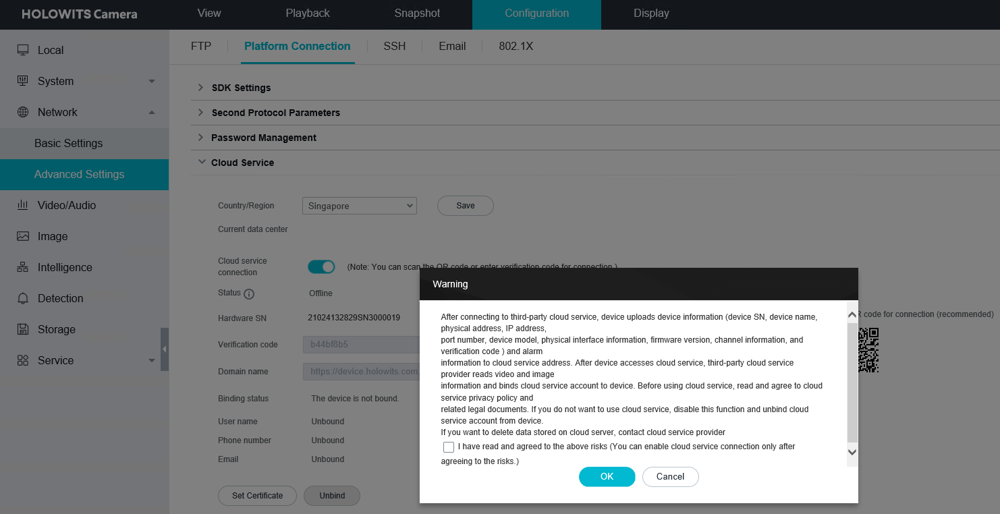 HOLOWITS Camera
View
Playback
Snapshot
Configuration
Display
Local
System
Network
Basic Settings
Advanced Settings
Video/Audio
Image
Intelligence
Detection
Storage
Service
FTP
Platform Connection
SSH
Email
802.1X
SDK Settings
Second Protocol Parameters
Password Management
Cloud Service
Country/Region
Singapore
Save
Current data center
Cloud service
connection
(Note: You can scan the QR code or enter verification code for connection.)
Status
Offline
Hardware SN
21024132829SN3000019
Verification code
b44bf8b5
Domain name
https://device.holowits.com
Binding status
The device is not bound.
User name
Unbound
Phone number
Unbound
Email
Unbound
Set Certificate
Unbind
code for connection (recommended)
Warning
After connecting to third-party cloud service, device uploads device information (device SN, device name,
physical address, IP address,
port number, device model, physical interface information, firmware version, channel information, and
verification code ) and alarm
information to cloud service address. After device accesses cloud service, third-party cloud service
provider reads video and image
information and binds cloud service account to device. Before using cloud service, read and agree to cloud
service privacy policy and
related legal documents. If you do not want to use cloud service, disable this function and unbind cloud
service account from device.
If you want to delete data stored on cloud server, contact cloud service provider
I have read and agreed to the above risks (You can enable cloud service connection only after
agreeing to the risks.)
OK
Cancel